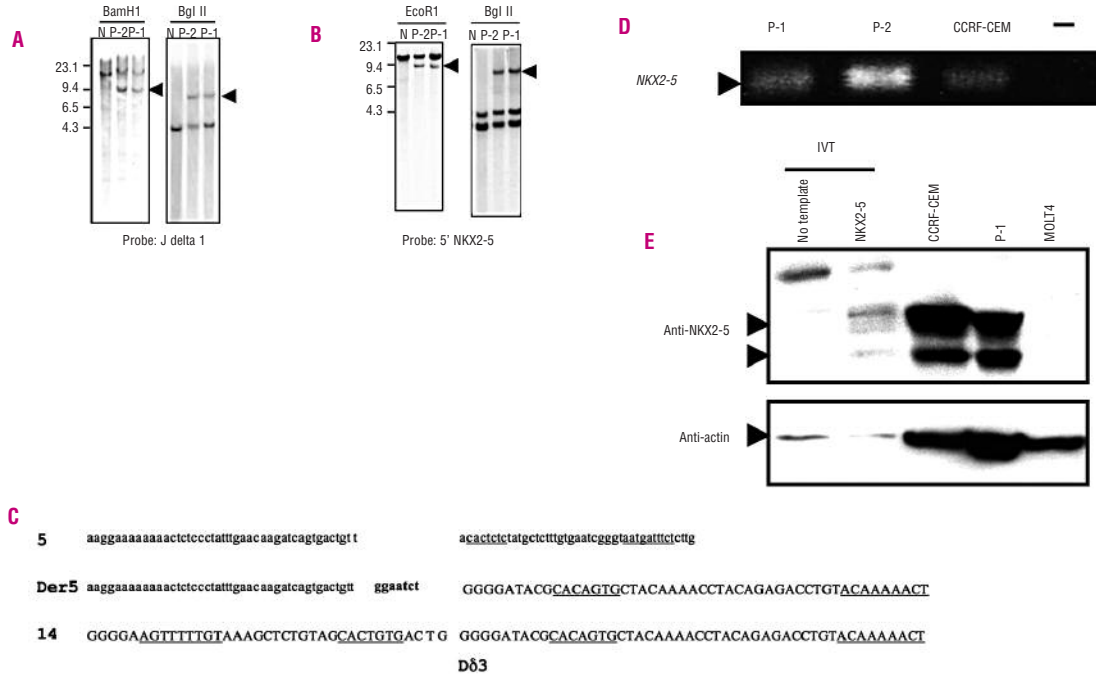 A
BamH1
Bgl II
N P-2 P-1
N P-2 P-1
23.1
9.4
6.5
4.3
Probe: J delta 1
B
EcoR1
Bgl II
N P-2P-1
N P-2 P-1
23.1
9.4
6.5
4.3
Probe: 5' NKX2-5
D
P-1
P-2
CCRF-CEM
NKX2-5
E
IVT
No template
NKX2-5
CCRF-CEM
P-1
MOLT4
Anti-NKX2-5
Anti-actin
C
5 aaggaaaaaaaactctccctatttgaacaagatcagtgactgtt acactctctatgctctttgtgaatcgggtaatgatttctcttg
Der5 aaggaaaaaaaactctccctatttgaacaagatcagtgactgtt ggaatct GGGGATACGCACAGTGCTACAAAACCTACAGAGACCTGTACAAAAACT
14 GGGGAAGTTTTTGTAAAGCTCTGTAGCACTGTGACTG GGGGATACGCACAGTGCTACAAAACCTACAGAGACCTGTACAAAAACT
Dδ3